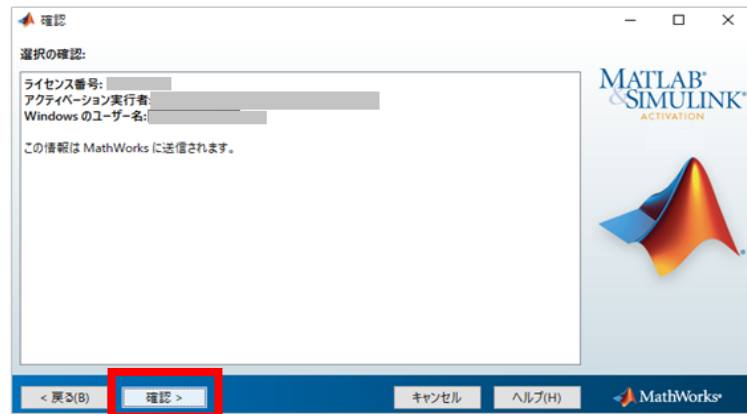 確認
選択の確認:
ライセンス番号:
アクティベーション実行者:
Windows のユーザー名:
この情報は MathWorks に送信されます。
MATLAB®
&SIMULINK®
ACTIVATION
< 戻る(B)
確認 >
キャンセル
ヘルプ(H)
MathWorks®